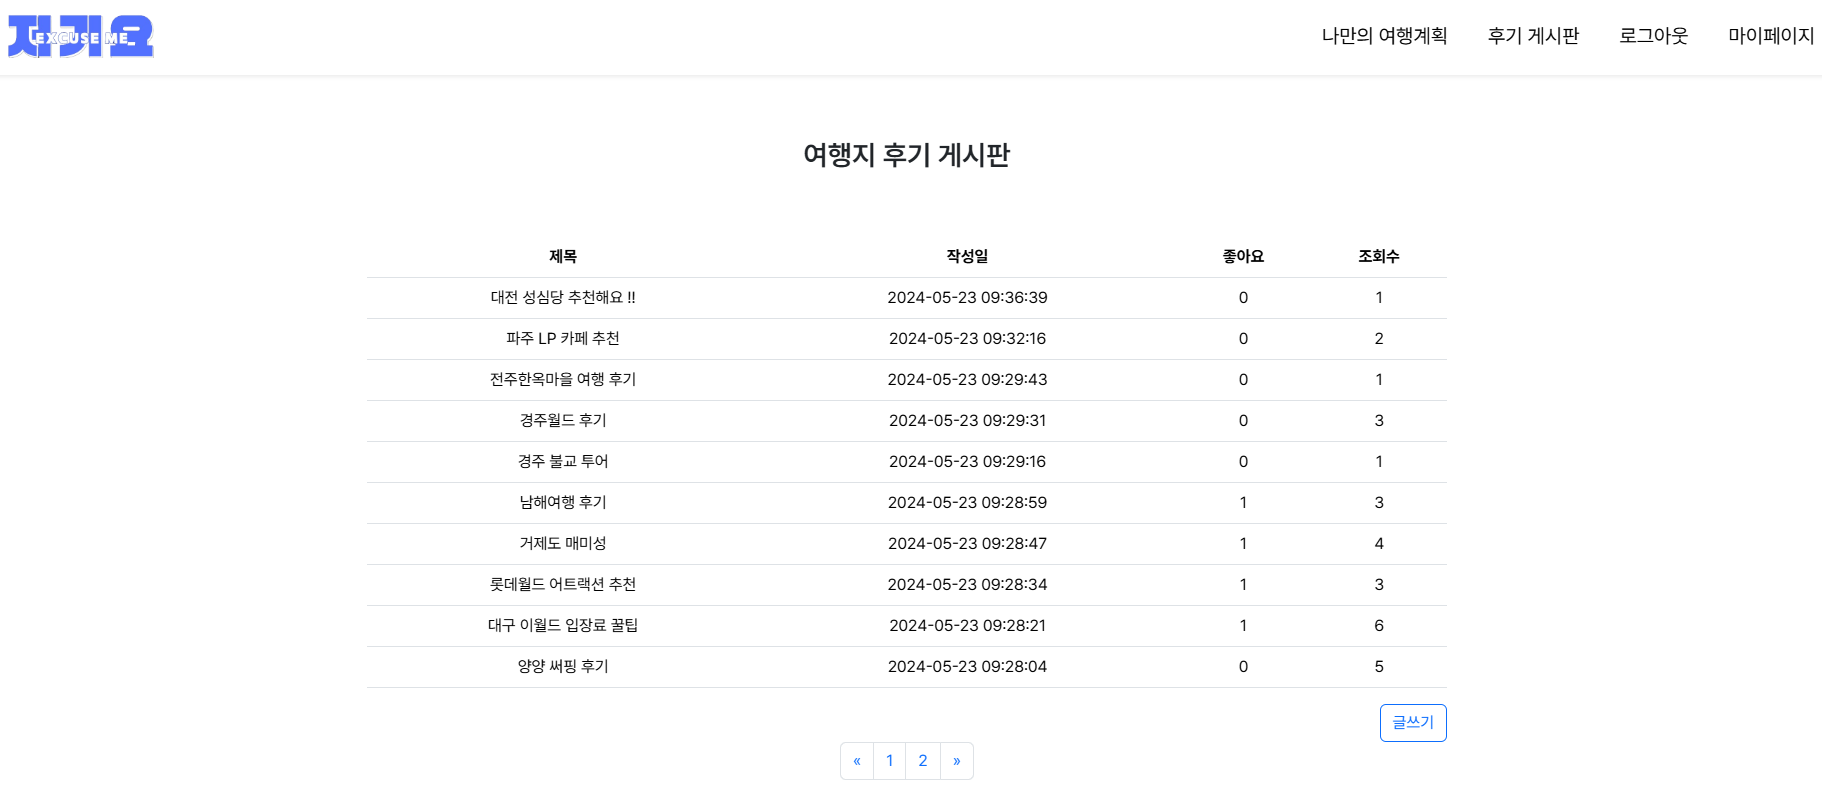 저기요
EXCUSE ME
나만의 여행계획 후기 게시판 로그아웃 마이페이지
여행지 후기 게시판
제목 작성일 좋아요 조회수
대전 성심당 추천해요 !! 2024-05-23 09:36:39 0 1
파주 LP 카페 추천 2024-05-23 09:32:16 0 2
전주한옥마을 여행 후기 2024-05-23 09:29:43 0 1
경주월드 후기 2024-05-23 09:29:31 0 3
경주 불교 투어 2024-05-23 09:29:16 0 1
남해여행 후기 2024-05-23 09:28:59 1 3
거제도 매미성 2024-05-23 09:28:47 1 4
롯데월드 어트랙션 추천 2024-05-23 09:28:34 1 3
대구 이월드 입장료 꿀팁 2024-05-23 09:28:21 1 6
양양 써핑 후기 2024-05-23 09:28:04 0 5
글쓰기
« 1 2 »